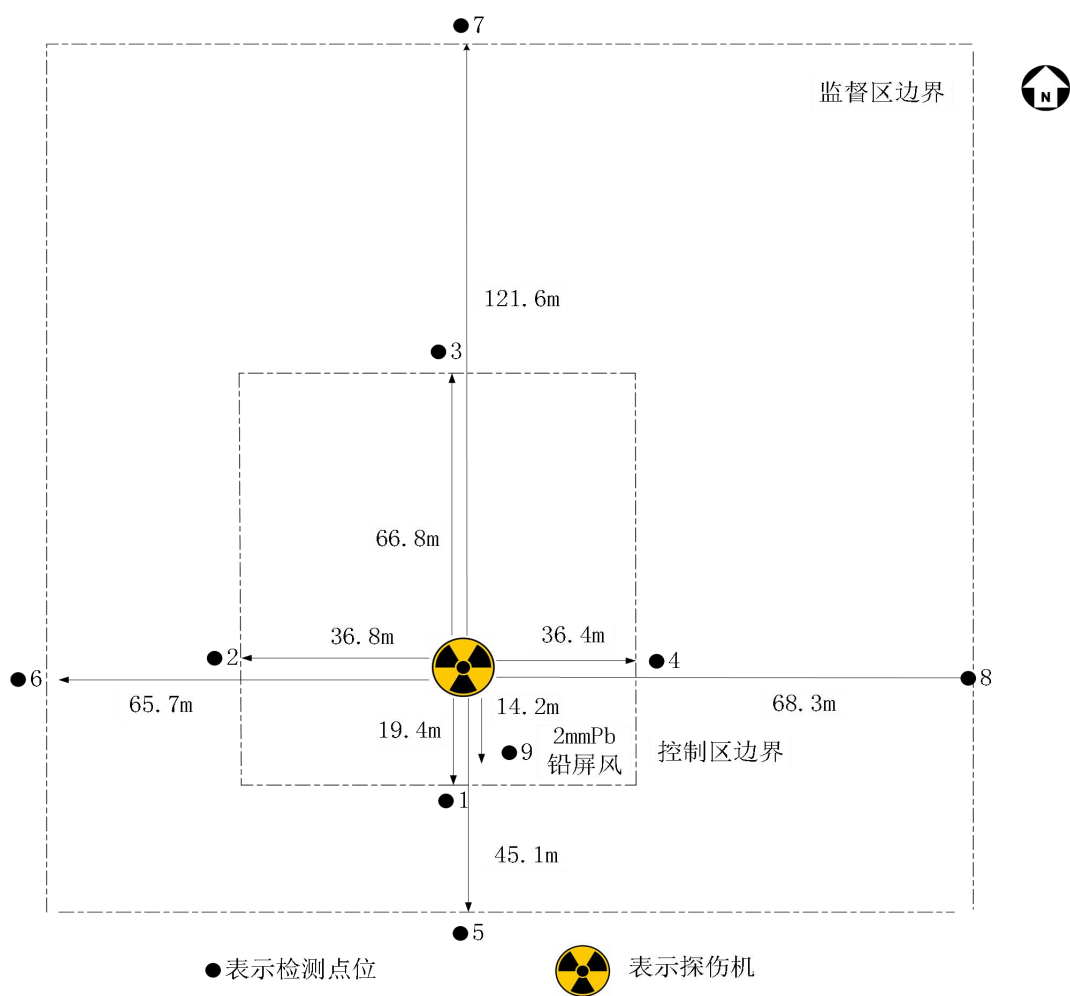 7
监督区边界
N
121.6m
3
66.8m
36.8m
36.4m
2
4
6
8
65.7m
14.2m
68.3m
19.4m
2mmPb
9
铅屏风
控制区边界
1
45.1m
5
表示检测点位
表示探伤机